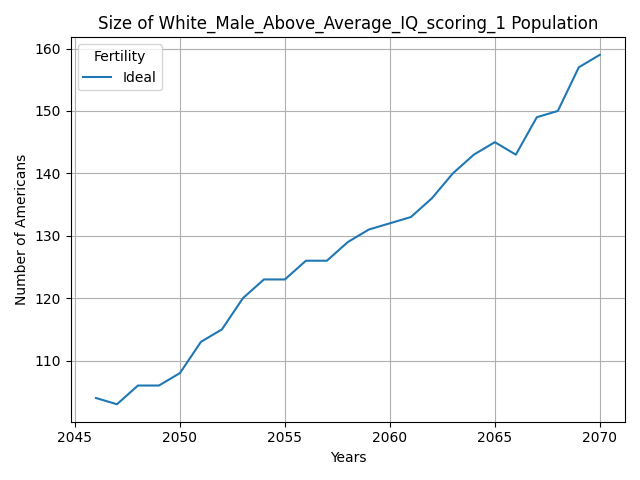 Size of White_Male_Above_Average_IQ_scoring_1 Population
Fertility
Ideal
Number of Americans
160
150
140
130
120
110
2045 2050 2055 2060 2065 2070
Years